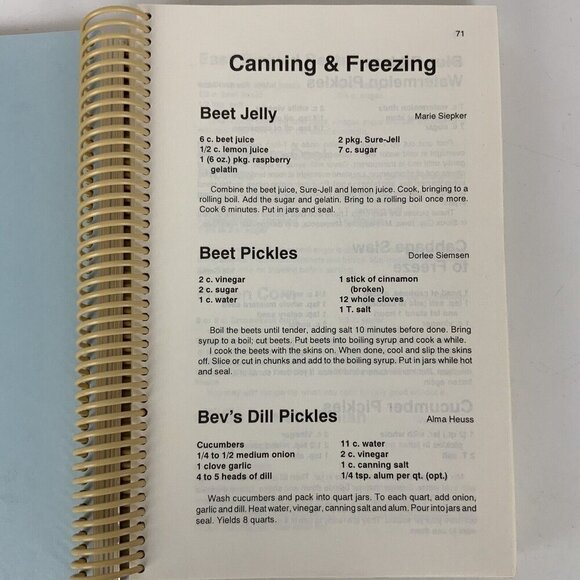 71
Canning & Freezing
Beet Jelly Marie Siepker
6 c. beet juice 2 pkg. Sure-Jell
1/2 c. lemon juice 7 c. sugar
1 (6 oz.) pkg. raspberry
gelatin
Combine the beet juice, Sure-Jell and lemon juice. Cook, bringing to a
rolling boil. Add the sugar and gelatin. Bring to a rolling boil once more.
Cook 6 minutes. Put in jars and seal.
Beet Pickles Dorlee Siemsen
2 c. vinegar 1 stick of cinnamon
2 c. sugar (broken)
1 c. water 12 whole cloves
1 T. salt
Boil the beets until tender, adding salt 10 minutes before done. Bring
syrup to a boil; cut beets. Put beets into boiling syrup and cook a while.
I cook the beets with the skins on. When done, cool and slip the skins
off. Slice or cut in chunks and add to the boiling syrup. Put in jars while hot
and seal.
Bev's Dill Pickles Alma Heuss
Cucumbers 11 c. water
1/4 to 1/2 medium onion 2 c. vinegar
1 clove garlic 1 c. canning salt
4 to 5 heads of dill 1/4 tsp. alum per qt. (opt.)
Wash cucumbers and pack into quart jars. To each quart, add onion,
garlic and dill. Heat water, vinegar, canning salt and alum. Pour into jars and
seal. Yields 8 quarts.